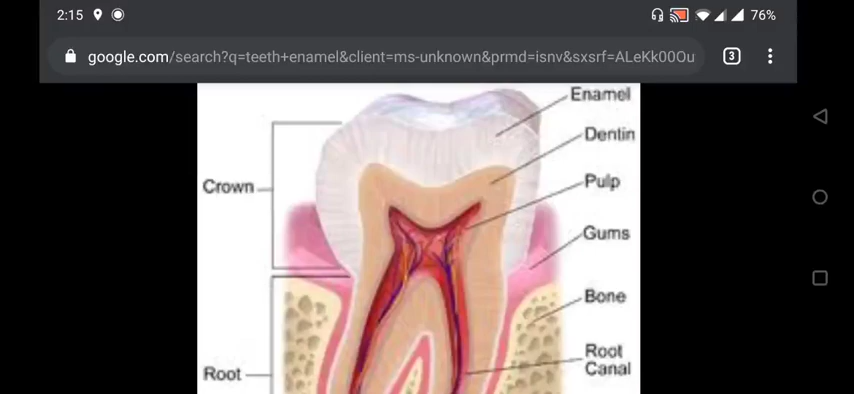 2:15
76%
google.com/search?q=teeth+enamel&client=ms-unknown&prmd=isnv&sxsrf=ALeKk00Ou
3
Enamel
Dentin
Crown
Pulp
Gums
Bone
Root
Canal
Root